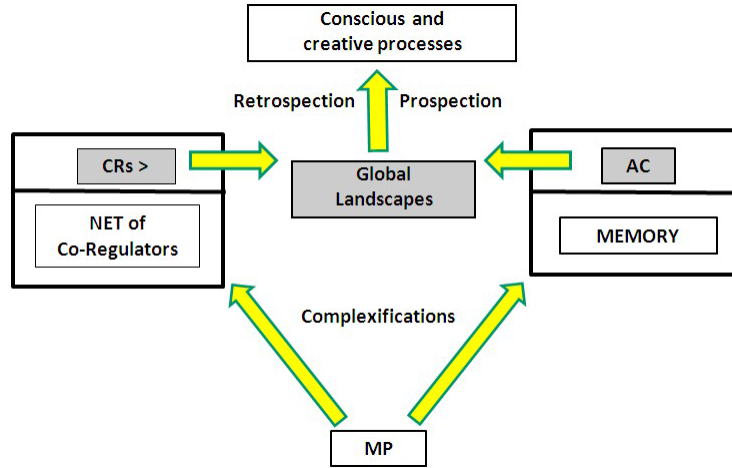 Conscious and
creative processes
Retrospection
Prospection
CRs >
Global
Landscapes
AC
NET of
Co-Regulators
MEMORY
Complexifications
MP